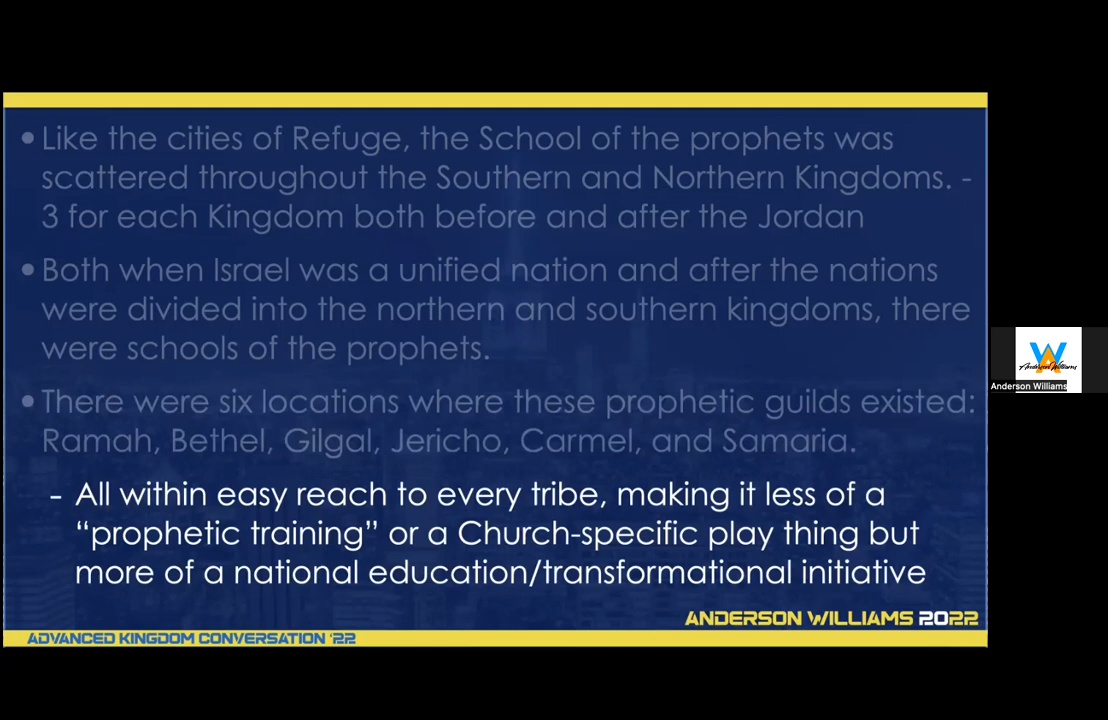 •Like the cities of Refuge, the School of the prophets was
scattered throughout the Southern and Northern Kingdoms. -
3 for each Kingdom both before and after the Jordan
•Both when Israel was a unified nation and after the nations
were divided into the northern and southern kingdoms, there
were schools of the prophets.
•There were six locations where these prophetic guilds existed:
Ramah, Bethel, Gilgal, Jericho, Carmel, and Samaria.
- All within easy reach to every tribe, making it less of a
“prophetic training” or a Church-specific play thing but
more of a national education/transformational initiative
ANDERSON WILLIAMS 2022
ADVANCED KINGDOM CONVERSATION ‘22
W
Anderson Williams
Anderson Williams